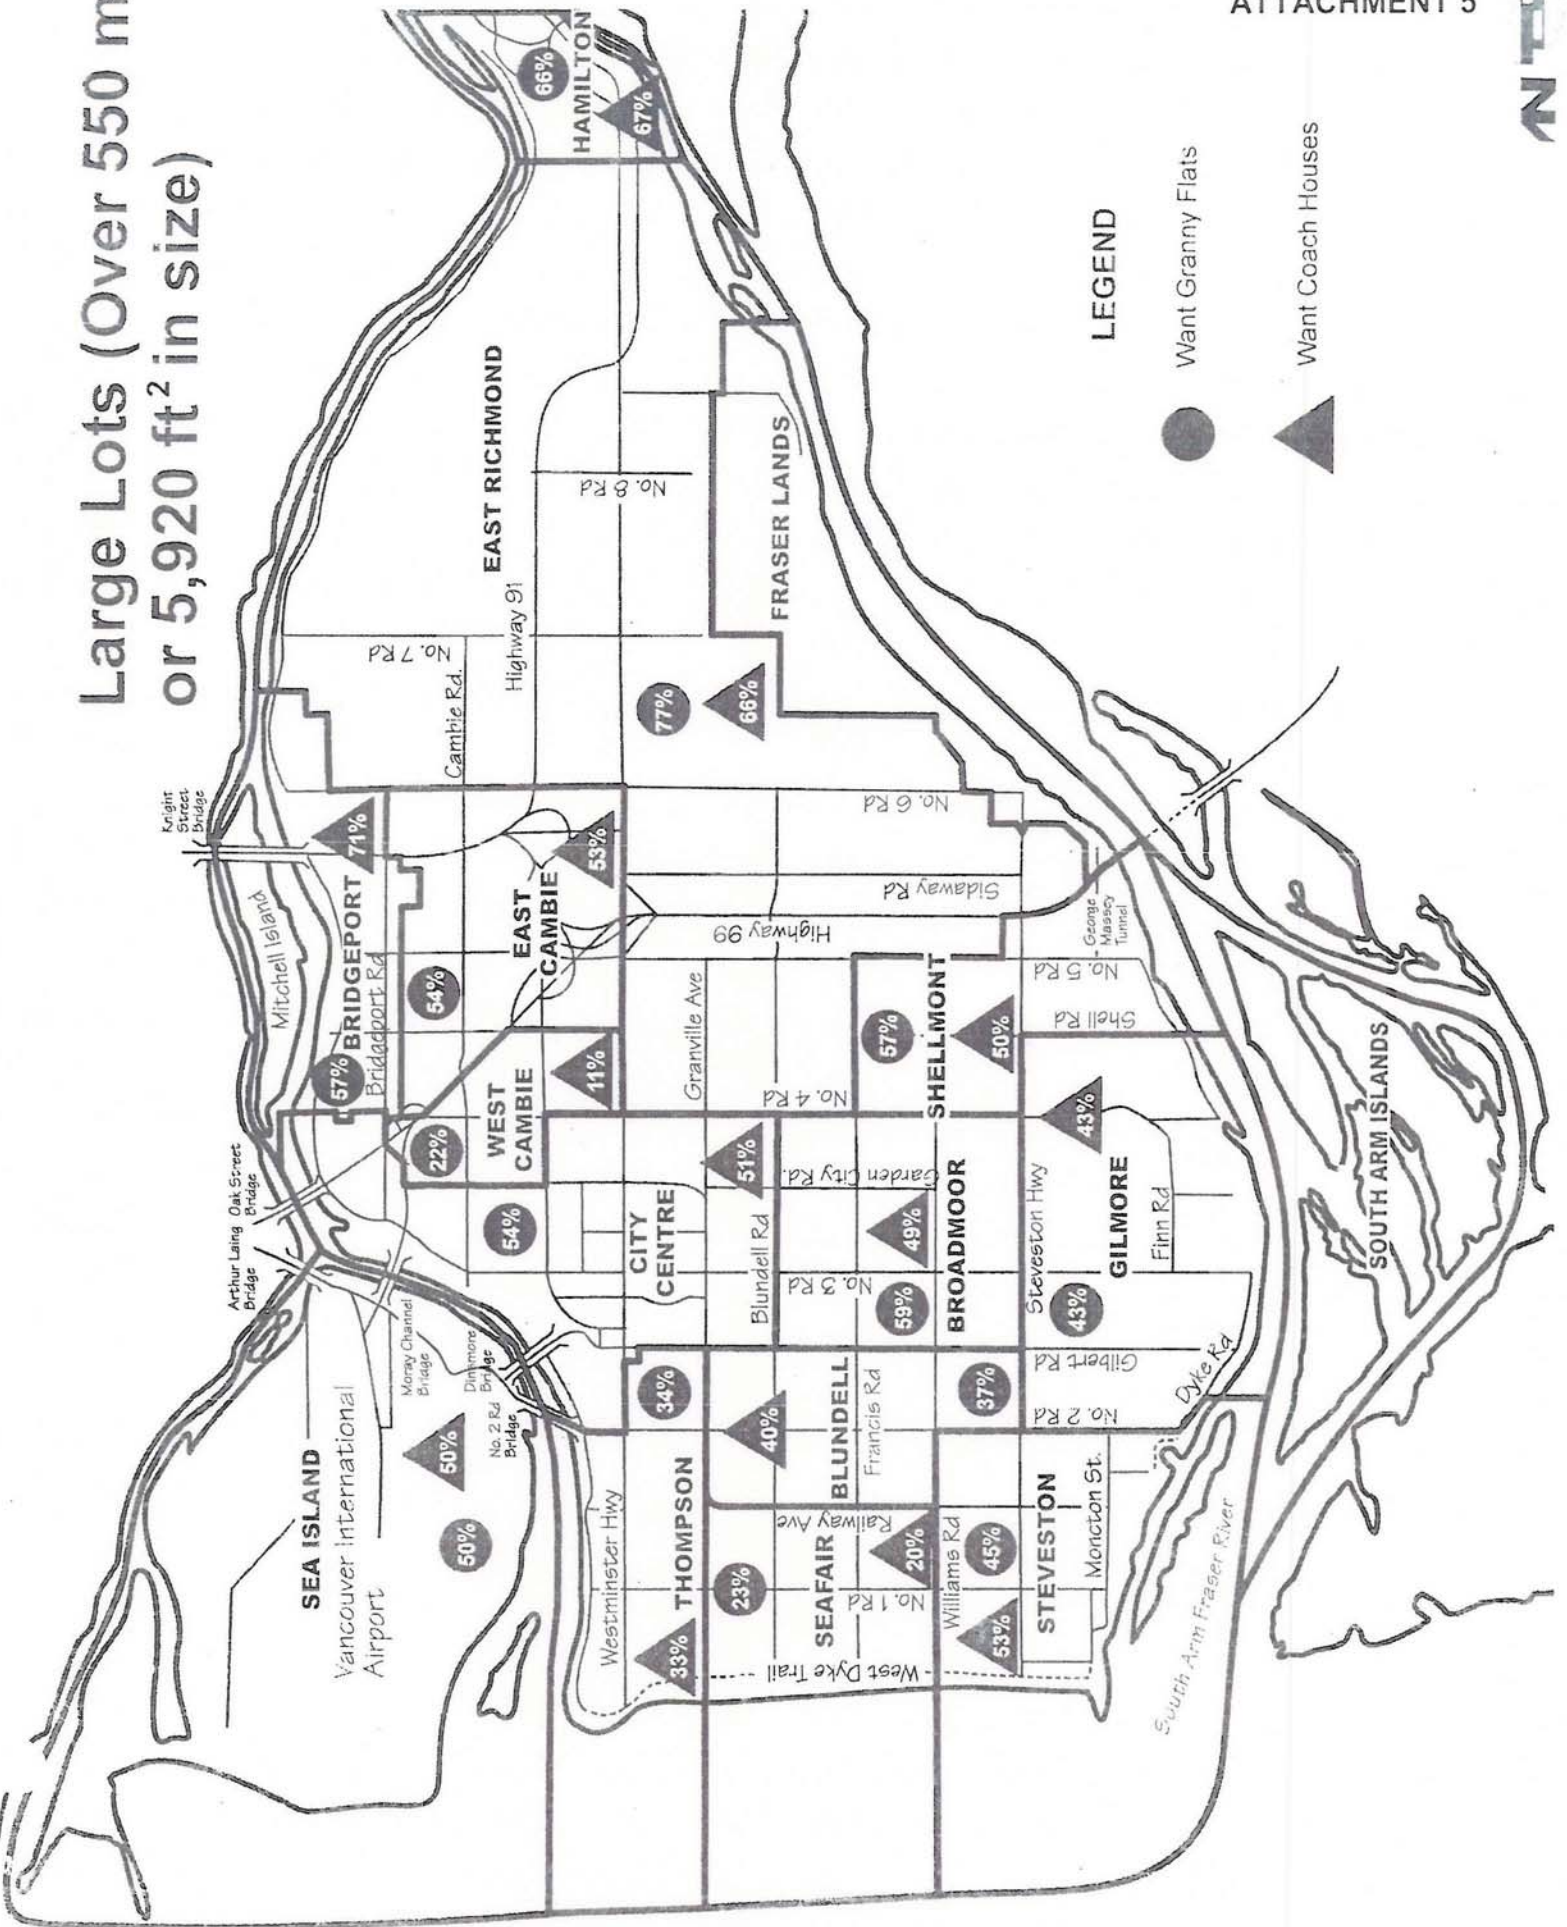 ATTACHMENT 5
Large Lots (Over 550 m
or 5,920 ft² in size)
Knight
Street
Bridge
Mitchell Island
71%
BRIDGEPORT
57%
Bridgeport Rd
Arthur Laing
Bridge
Oak Street
Bridge
SEA ISLAND
Vancouver International
Airport
50%
50%
Moray Channel
Bridge
Dinsmore
Bridge
No. 2 Rd
Bridge
54%
EAST
CAMBIE
53%
22%
WEST
CAMBIE
11%
54%
CITY
CENTRE
51%
Cambie Rd.
No. 7 Rd
Highway 91
EAST RICHMOND
No. 8 Rd
77%
66%
66%
HAMILTON
67%
FRASER LANDS
No. 6 Rd
Sidaway Rd
Highway 99
George
Massey
Tunnel
No. 5 Rd
Shell Rd
Granville Ave
No. 4 Rd
57%
SHELLMONT
50%
Westminster Hwy
34%
THOMPSON
33%
Blundell Rd
Garden City Rd.
No. 3 Rd
49%
59%
BROADMOOR
40%
BLUNDELL
Francis Rd
37%
23%
SEAFAIR
Railway Ave
20%
No. 1 Rd
West Dyke Trail
Williams Rd
45%
53%
STEVESTON
Moncton St.
Steveston Hwy
43%
GILMORE
43%
Finn Rd
Gilbert Rd
No. 2 Rd
Dyke Rd
South Arm Fraser River
SOUTH ARM ISLANDS
LEGEND
Want Granny Flats
Want Coach Houses